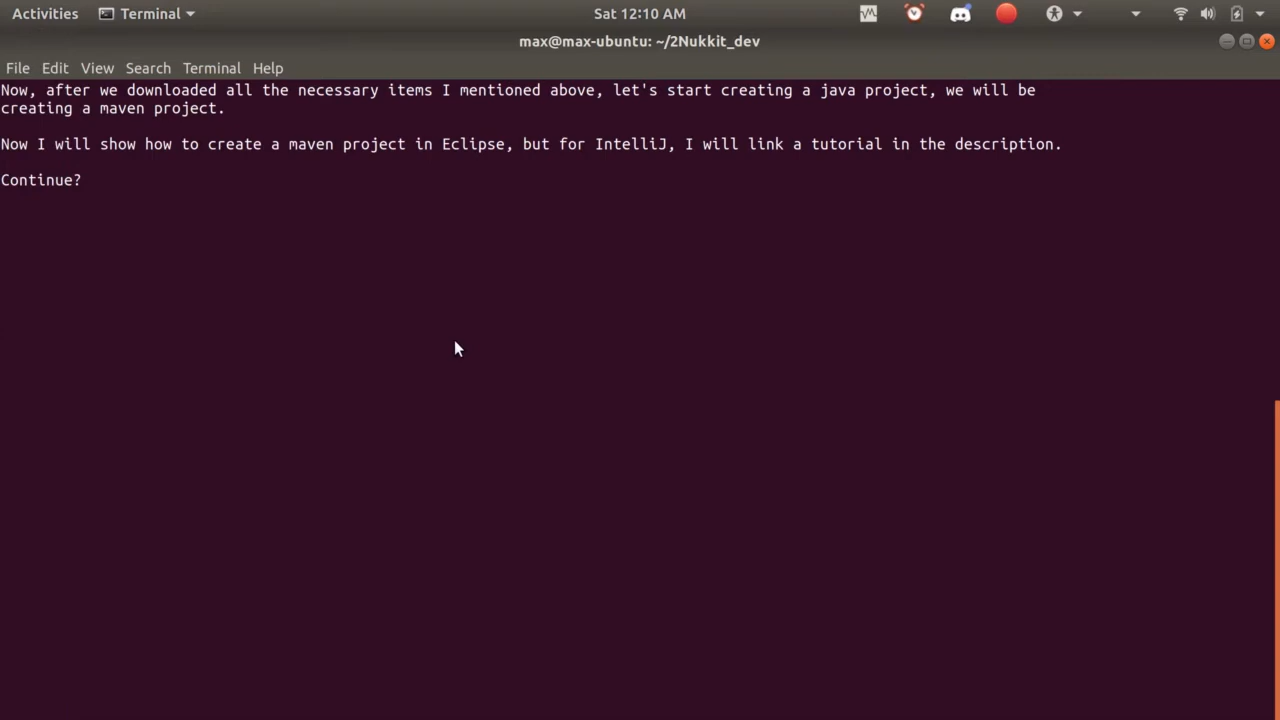 Activities Terminal Sat 12:10 AM
max@max-ubuntu: ~/2Nukkit_dev
File Edit View Search Terminal Help
Now, after we downloaded all the necessary items I mentioned above, let's start creating a java project, we will be
creating a maven project.
Now I will show how to create a maven project in Eclipse, but for IntelliJ, I will link a tutorial in the description.
Continue?